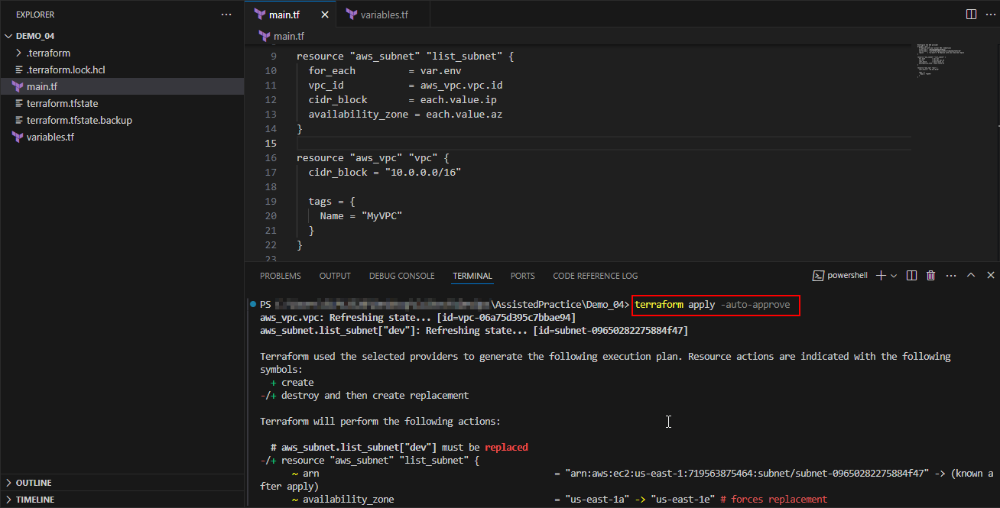 EXPLORER
DEMO_04
.terraform
.terraform.lock.hcl
main.tf
terraform.tfstate
terraform.tfstate.backup
variables.tf
OUTLINE
TIMELINE
main.tf
variables.tf
main.tf
9 resource "aws_subnet" "list_subnet" {
10 for_each = var.env
11 vpc_id = aws_vpc.vpc.id
12 cidr_block = each.value.ip
13 availability_zone = each.value.az
14 }
15
16 resource "aws_vpc" "vpc" {
17 cidr_block = "10.0.0.0/16"
18
19 tags = {
20 Name = "MyVPC"
21 }
22 }
23
PROBLEMS OUTPUT DEBUG CONSOLE TERMINAL PORTS CODE REFERENCE LOG powershell
PS \AssistedPractice\Demo_04> terraform apply -auto-approve
aws_vpc.vpc: Refreshing state... [id=vpc-06a75d395c7bbae94]
aws_subnet.list_subnet["dev"]: Refreshing state... [id=subnet-09650282275884f47]
Terraform used the selected providers to generate the following execution plan. Resource actions are indicated with the following
symbols:
+ create
-/+ destroy and then create replacement
Terraform will perform the following actions:
# aws_subnet.list_subnet["dev"] must be replaced
-/+ resource "aws_subnet" "list_subnet" {
~ arn = "arn:aws:ec2:us-east-1:719563875464:subnet/subnet-09650282275884f47" -> (known a
fter apply)
~ availability_zone = "us-east-1a" -> "us-east-1e" # forces replacement